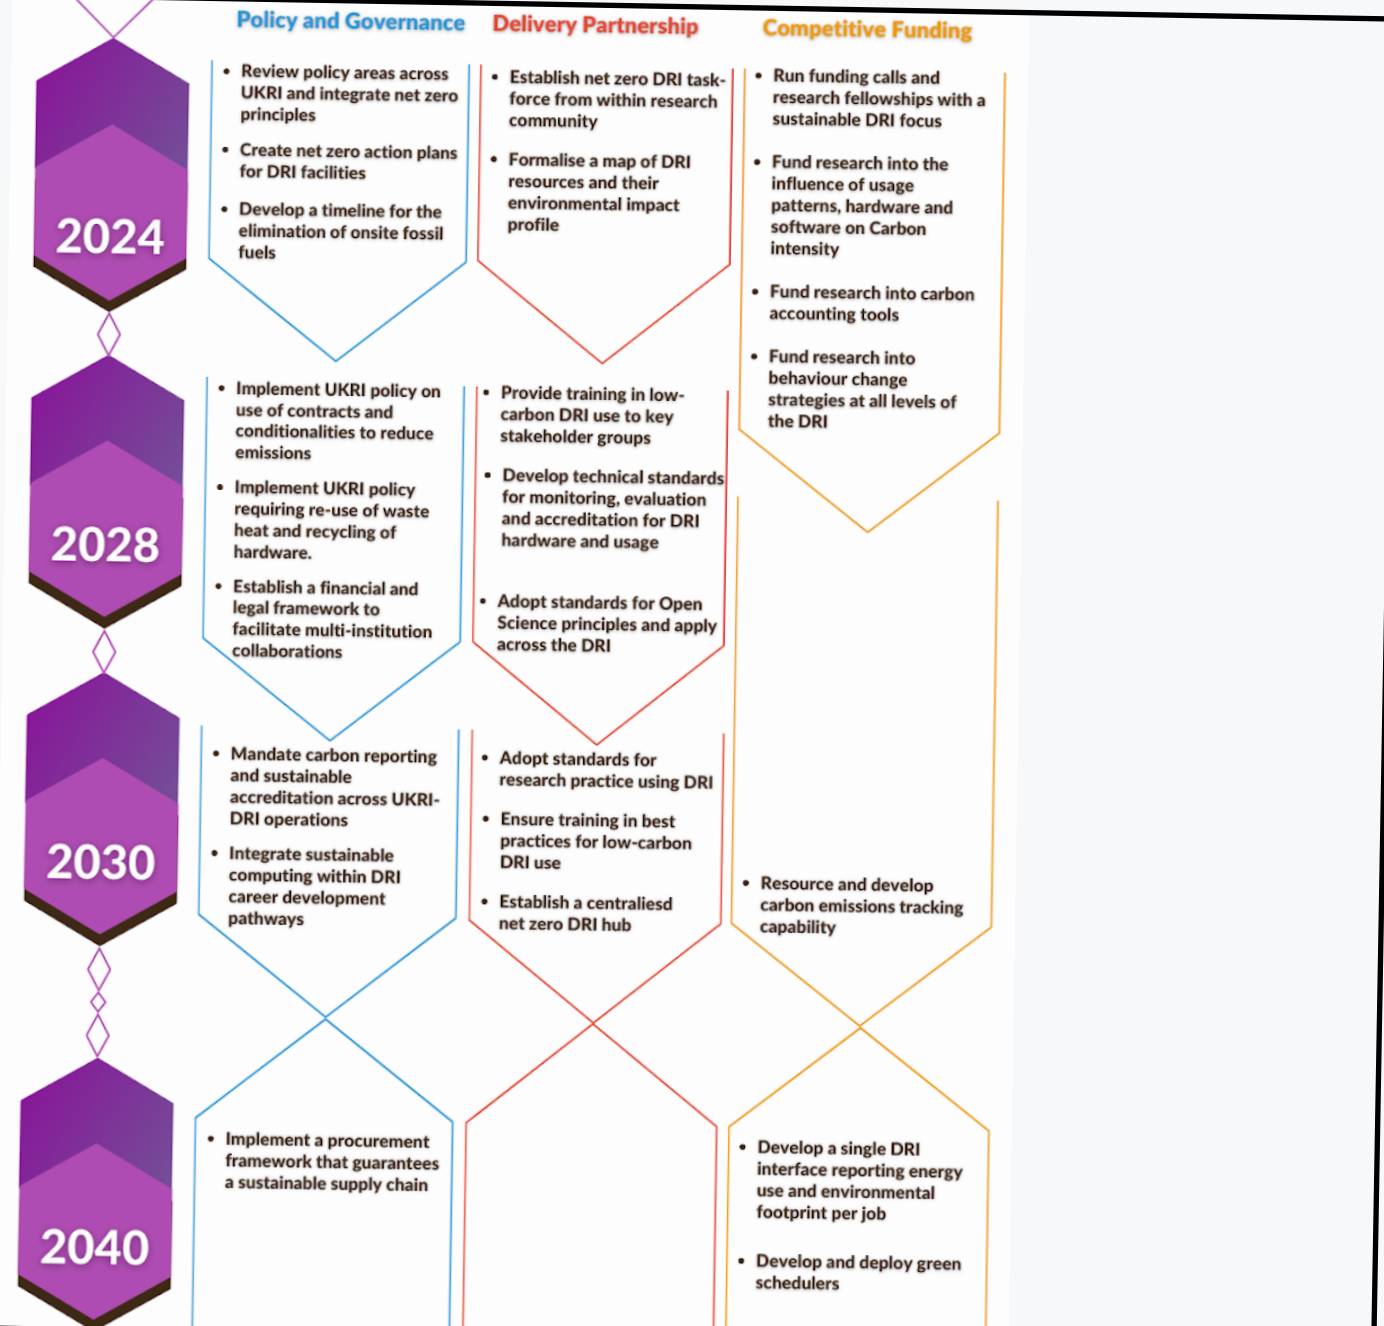 Policy and Governance
Delivery Partnership
Competitive Funding
2024
• Review policy areas across
UKRI and integrate net zero
principles
• Create net zero action plans
for DRI facilities
• Develop a timeline for the
elimination of onsite fossil
fuels
• Establish net zero DRI task-
force from within research
community
• Formalise a map of DRI
resources and their
environmental impact
profile
• Run funding calls and
research fellowships with a
sustainable DRI focus
• Fund research into the
influence of usage
patterns, hardware and
software on Carbon
intensity
• Fund research into carbon
accounting tools
• Fund research into
behaviour change
strategies at all levels of
the DRI
2028
• Implement UKRI policy on
use of contracts and
conditionalities to reduce
emissions
• Implement UKRI policy
requiring re-use of waste
heat and recycling of
hardware.
• Establish a financial and
legal framework to
facilitate multi-institution
collaborations
• Provide training in low-
carbon DRI use to key
stakeholder groups
• Develop technical standards
for monitoring, evaluation
and accreditation for DRI
hardware and usage
• Adopt standards for Open
Science principles and apply
across the DRI
2030
• Mandate carbon reporting
and sustainable
accreditation across UKRI-
DRI operations
• Integrate sustainable
computing within DRI
career development
pathways
• Adopt standards for
research practice using DRI
• Ensure training in best
practices for low-carbon
DRI use
• Establish a centraliesd
net zero DRI hub
• Resource and develop
carbon emissions tracking
capability
2040
• Implement a procurement
framework that guarantees
a sustainable supply chain
• Develop a single DRI
interface reporting energy
use and environmental
footprint per job
• Develop and deploy green
schedulers